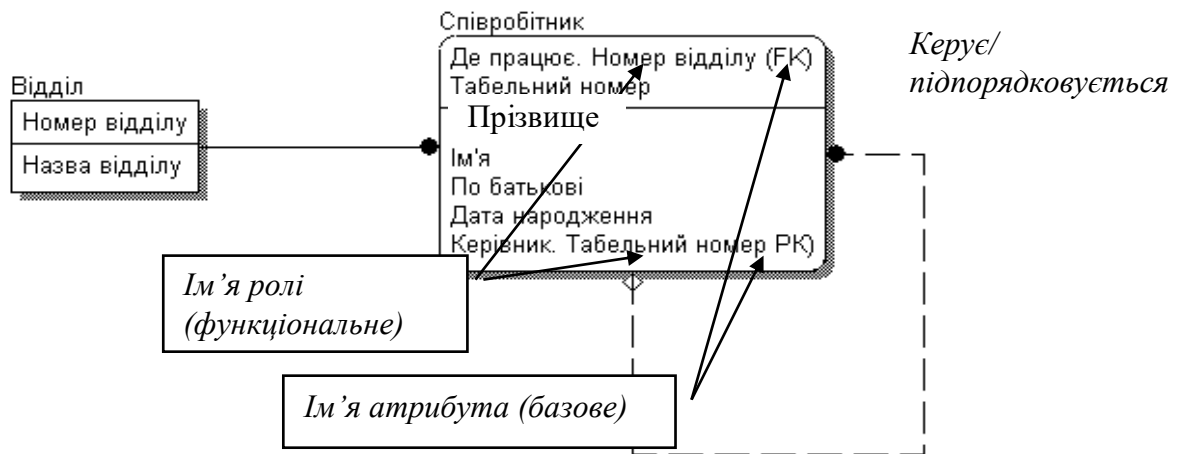 Співробітник
Де працює. Номер відділу (FK)
Табельний номер
Прізвище
Ім'я
По батькові
Дата народження
Керівник. Табельний номер РК)
Керує/
підпорядковується
Відділ
Номер відділу
Назва відділу
Ім’я ролі
(функціональне)
Ім’я атрибута (базове)